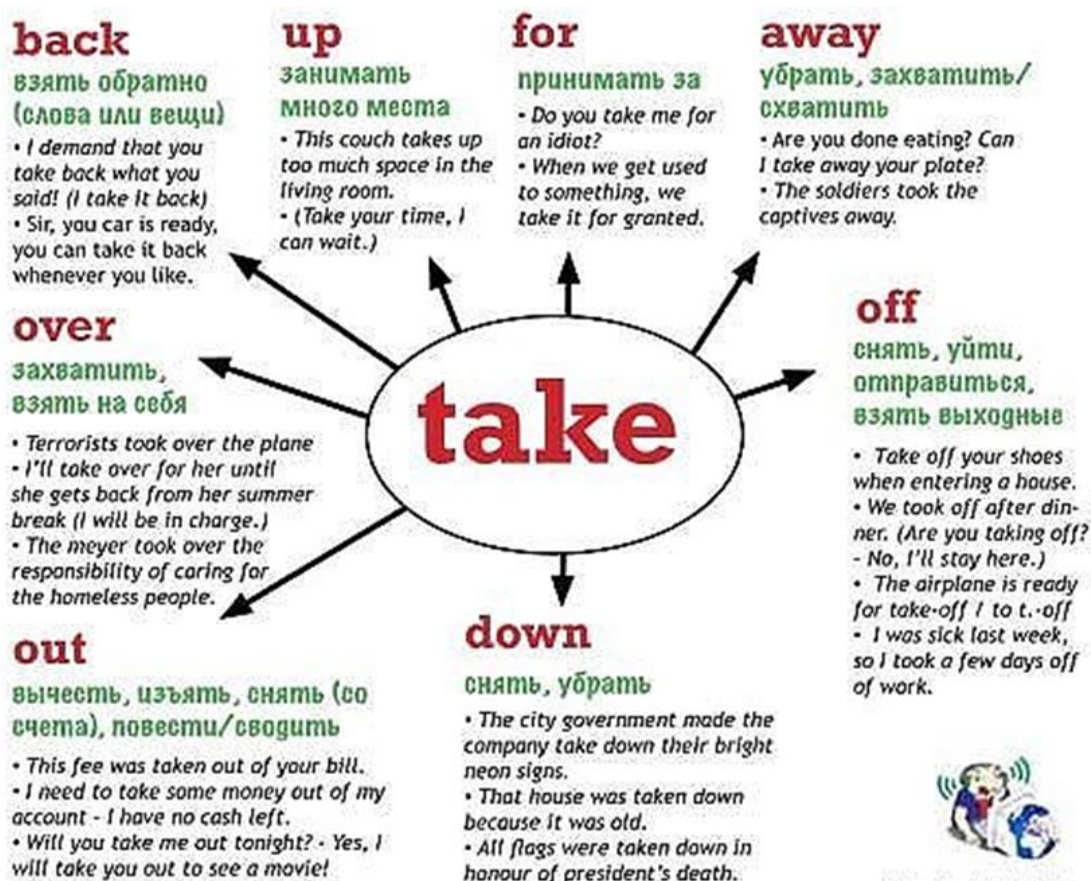 back
взять обратно
(слова или вещи)
• I demand that you
take back what you
said! (I take it back)
• Sir, you car is ready,
you can take it back
whenever you like.
up
занимать
много места
• This couch takes up
too much space in the
living room.
• (Take your time, I
can wait.)
for
принимать за
• Do you take me for
an idiot?
• When we get used
to something, we
take it for granted.
away
убрать, захватить/
схватить
• Are you done eating? Can
I take away your plate?
• The soldiers took the
captives away.
over
захватить,
взять на себя
• Terrorists took over the plane
• I'll take over for her until
she gets back from her summer
break (I will be in charge.)
• The meyer took over the
responsibility of caring for
the homeless people.
take
off
снять, уйти,
отправиться,
взять выходные
• Take off your shoes
when entering a house.
• We took off after din-
ner. (Are you taking off?
- No, I'll stay here.)
• The airplane is ready
for take-off / to t.-off
• I was sick last week,
so I took a few days off
of work.
out
вычесть, изъять, снять (со
счета), повести/сводить
• This fee was taken out of your bill.
• I need to take some money out of my
account - I have no cash left.
• Will you take me out tonight? - Yes, I
will take you out to see a movie!
down
снять, убрать
• The city government made the
company take down their bright
neon signs.
• That house was taken down
because it was old.
• All flags were taken down in
honour of president's death.